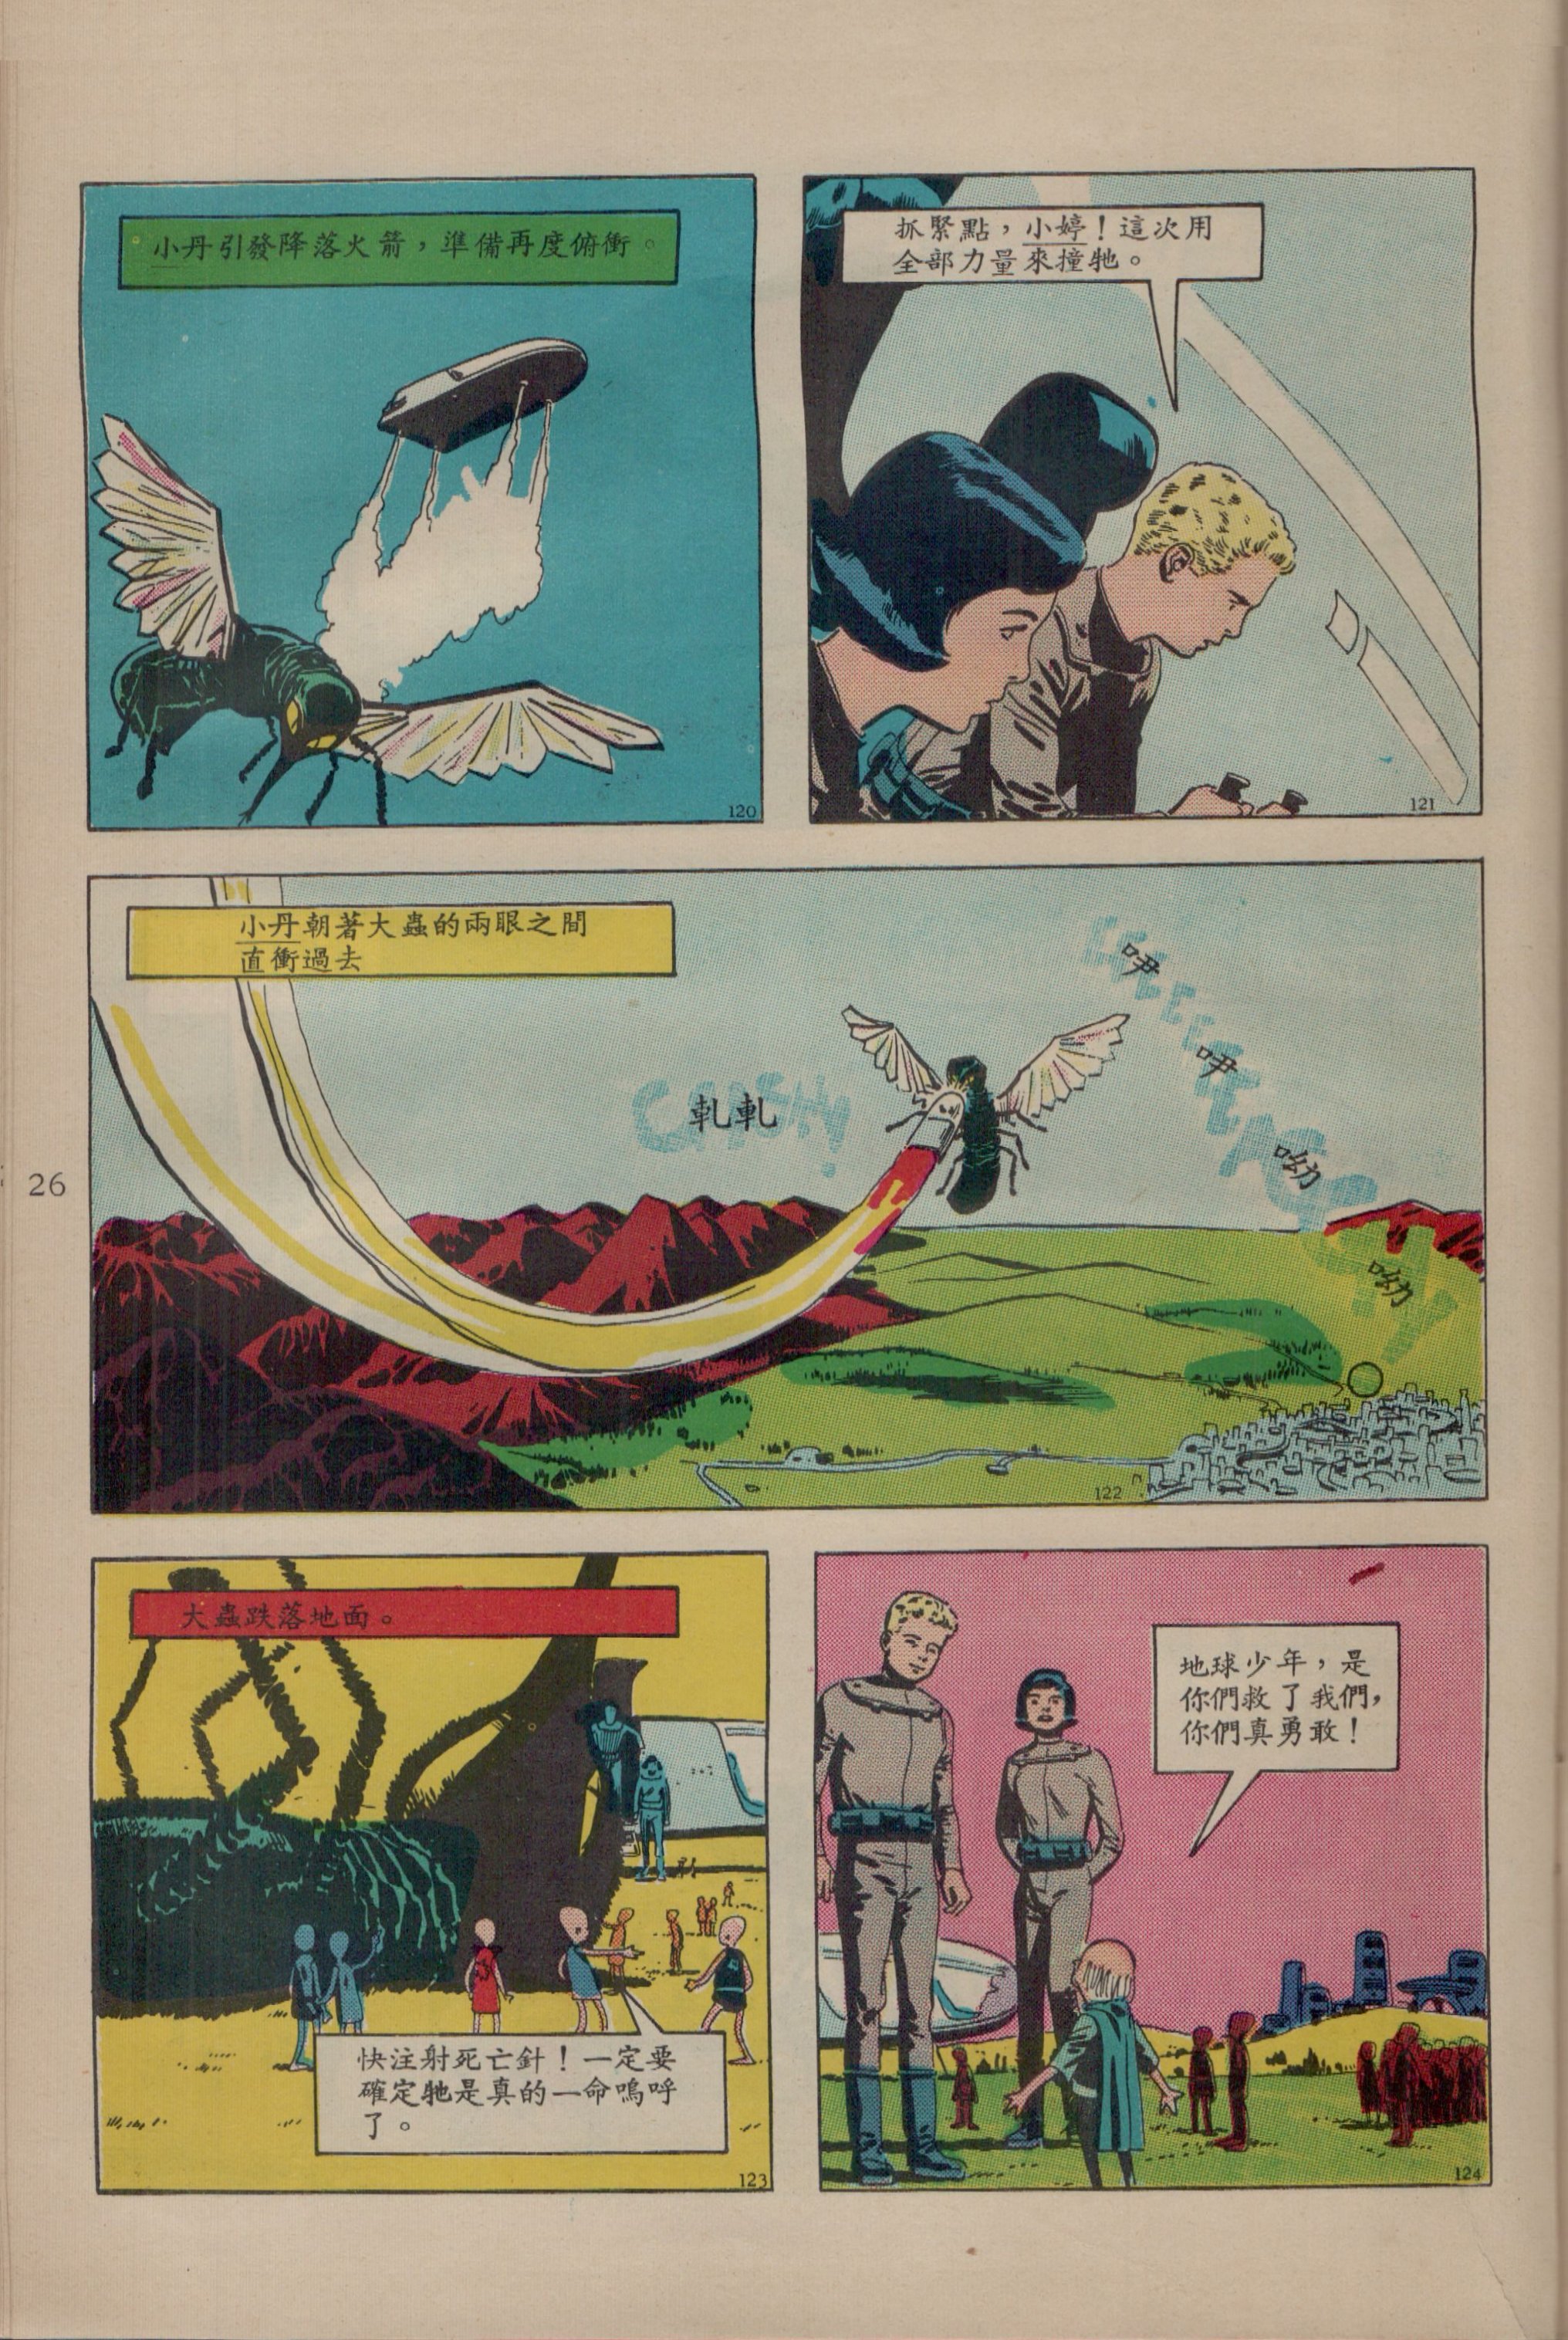 小丹引發降落火箭，準備再度俯衝。
120
抓緊點，小婷！這次用
全部力量來撞牠。
121
小丹朝著大蟲的兩眼之間
直衝過去
軋軋
咿
咿
呦
呦
122
26
大蟲跌落地面。
快注射死亡針！一定要
確定牠是真的一命嗚呼
了。
123
地球少年，是
你們救了我們，
你們真勇敢！
124